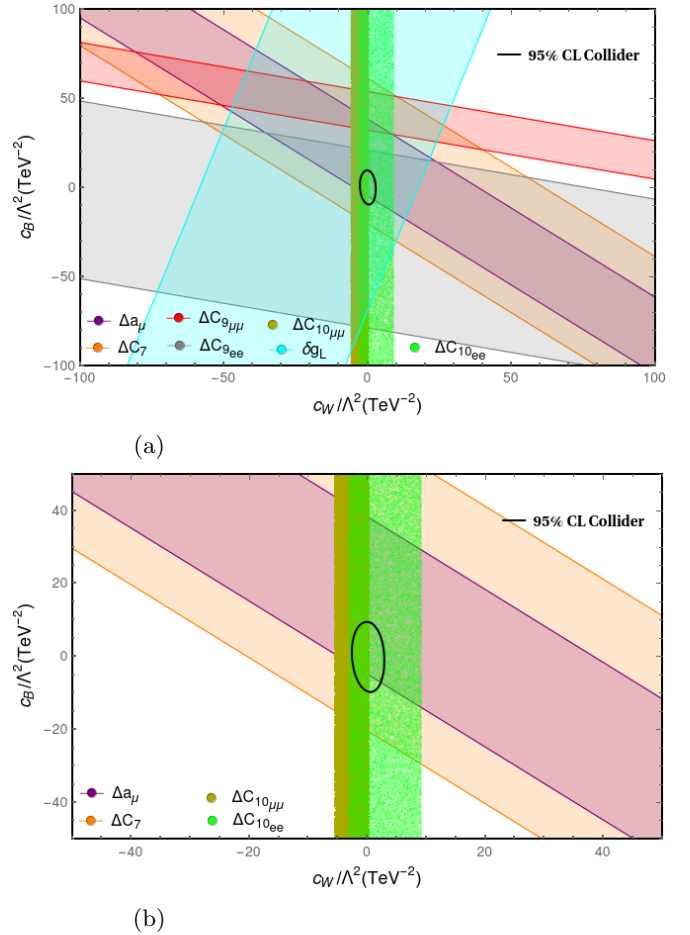 100
50
0
−50
−100
c_B/Λ²(TeV⁻²)
95% CL Collider
Δa_μ ΔC_9μμ ΔC_10μμ
ΔC_7 ΔC_9ee δg_L ΔC_10ee
−100 −50 0 50 100
c_W/Λ²(TeV⁻²)
(a)
40
20
0
−20
−40
c_B/Λ²(TeV⁻²)
95% CL Collider
Δa_μ ΔC_10μμ
ΔC_7 ΔC_10ee
−40 −20 0 20 40
c_W/Λ²(TeV⁻²)
(b)